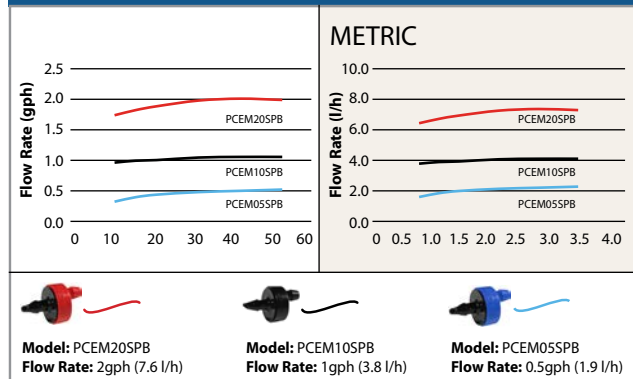 METRIC
Flow Rate (gph)
2.5
2.0
1.5
1.0
0.5
0.0
0 10 20 30 40 50 60
PCEM20SPB
PCEM10SPB
PCEM05SPB
Flow Rate (l/h)
10.0
8.0
6.0
4.0
2.0
0.0
0 0.5 1.0 1.5 2.0 2.5 3.0 3.5 4.0
PCEM20SPB
PCEM10SPB
PCEM05SPB
Model: PCEM20SPB
Flow Rate: 2gph (7.6 l/h)
Model: PCEM10SPB
Flow Rate: 1gph (3.8 l/h)
Model: PCEM05SPB
Flow Rate: 0.5gph (1.9 l/h)